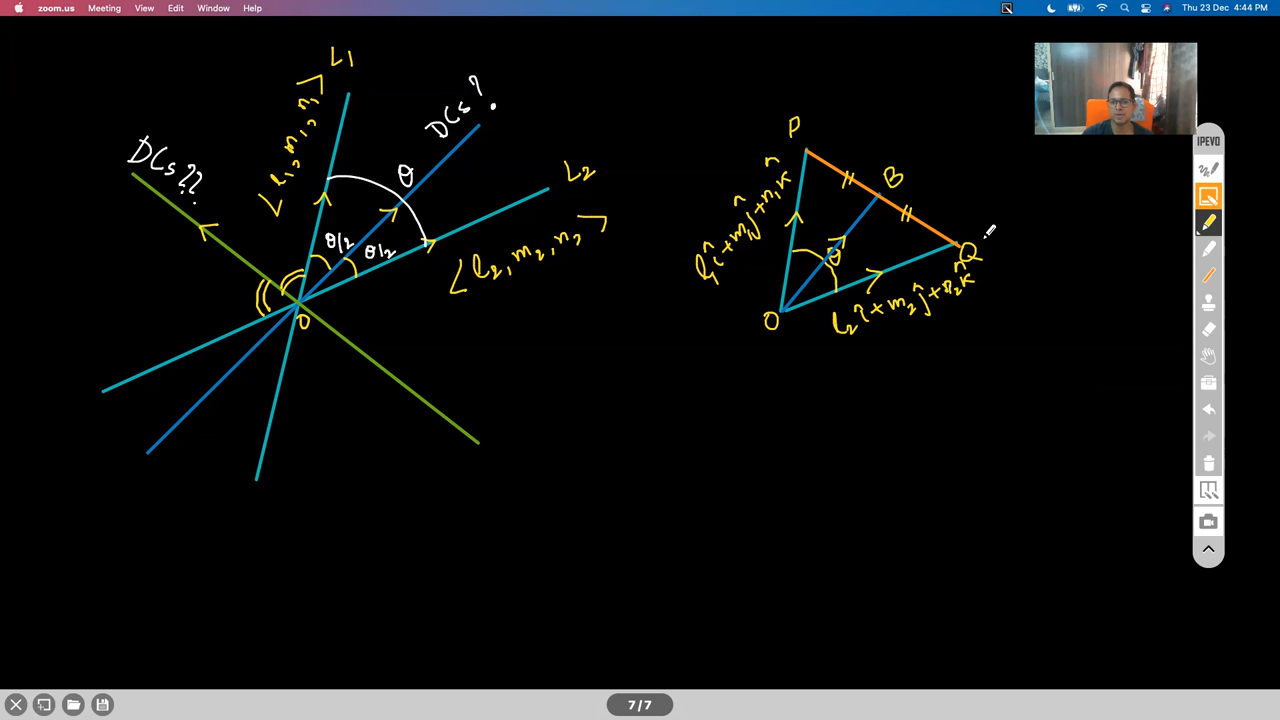 zoom.us Meeting View Edit Window Help
Thu 23 Dec 4:44 PM
L1
DCs?
DCs??
<l1, m1, n1>
θ
L2
θ/2
θ/2
<l2, m2, n2>
O
P
B
l1î+m1ĵ+n1k̂
θ
Q
O
l2î+m2ĵ+n2k̂
IPEVO
7/7